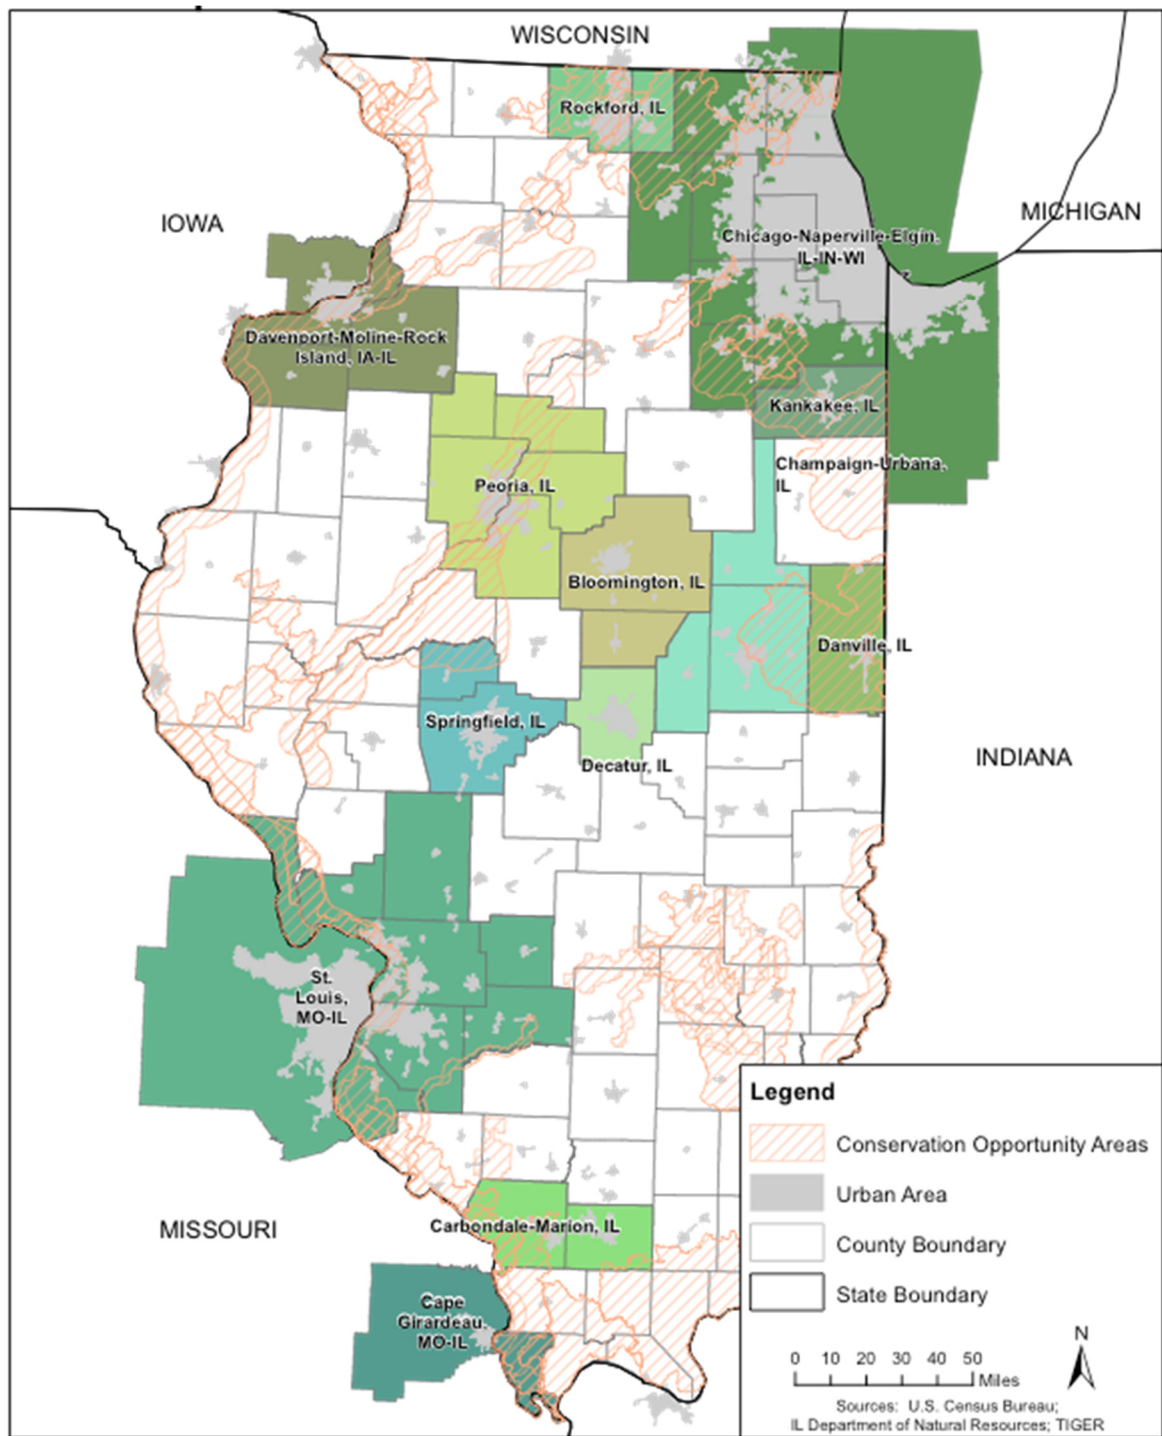 WISCONSIN
Rockford, IL
IOWA
MICHIGAN
Chicago-Naperville-Elgin,
IL-IN-WI
Davenport-Moline-Rock
Island, IA-IL
Kankakee, IL
Champaign-Urbana,
IL
Peoria, IL
Bloomington, IL
Danville, IL
Springfield, IL
Decatur, IL
INDIANA
St.
Louis,
MO-IL
MISSOURI
Carbondale-Marion, IL
Cape
Girardeau,
MO-IL
Legend
Conservation Opportunity Areas
Urban Area
County Boundary
State Boundary
N
0 10 20 30 40 50
Miles
Sources: U.S. Census Bureau;
IL Department of Natural Resources; TIGER